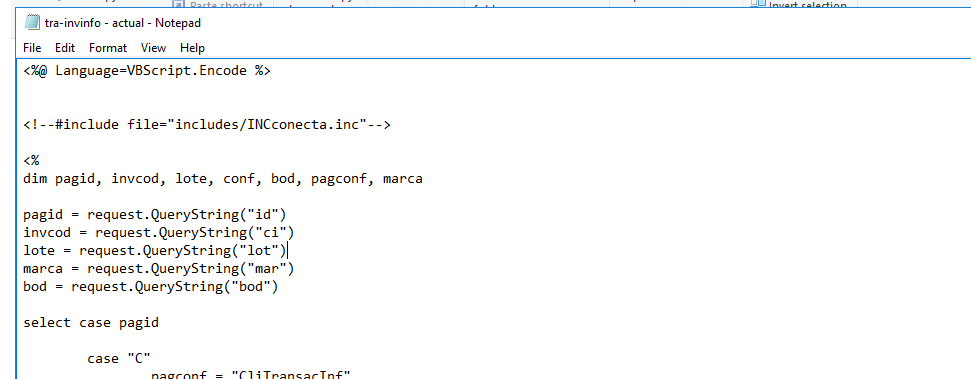 Paste shortcut
Invert selection
tra-invinfo - actual - Notepad
File Edit Format View Help
<%@ Language=VBScript.Encode %>
<!--#include file="includes/INCconecta.inc"-->
<%
dim pagid, invcod, lote, conf, bod, pagconf, marca
pagid = request.QueryString("id")
invcod = request.QueryString("ci")
lote = request.QueryString("lot")
marca = request.QueryString("mar")
bod = request.QueryString("bod")
select case pagid
case "C"
pagconf = "CliTransacInf"